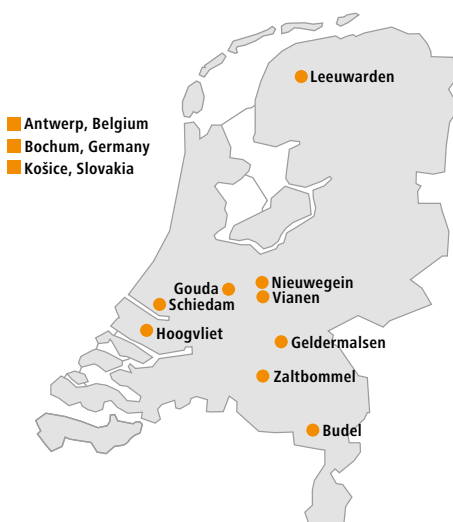 Leeuwarden
Antwerp, Belgium
Bochum, Germany
Košice, Slovakia
Nieuwegein
Gouda
Vianen
Schiedam
Hoogvliet
Geldermalsen
Zaltbommel
Budel